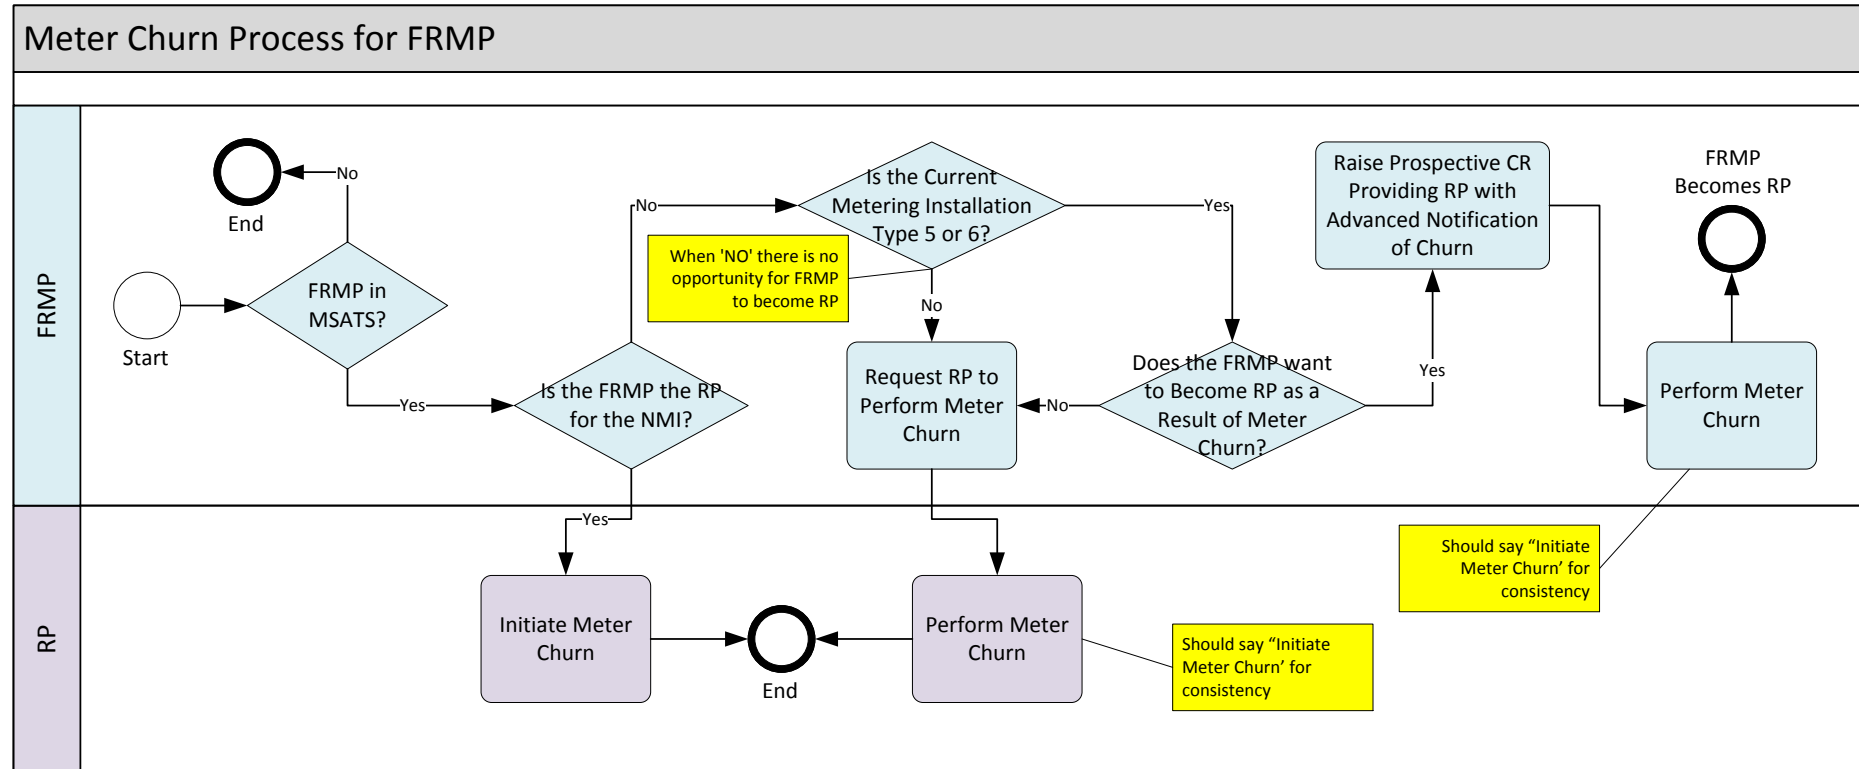 Meter Churn Process for FRMP
FRMP
No
End
FRMP in
MSATS?
Start
Yes
No
Is the FRMP the RP
for the NMI?
Is the Current
Metering Installation
Type 5 or 6?
When 'NO' there is no
opportunity for FRMP
to become RP
No
Yes
Request RP to
Perform Meter
Churn
No
Does the FRMP want
to Become RP as a
Result of Meter
Churn?
Yes
Raise Prospective CR
Providing RP with
Advanced Notification
of Churn
FRMP
Becomes RP
Perform Meter
Churn
Should say “Initiate
Meter Churn’ for
consistency
RP
Yes
Initiate Meter
Churn
End
Perform Meter
Churn
Should say “Initiate
Meter Churn’ for
consistency